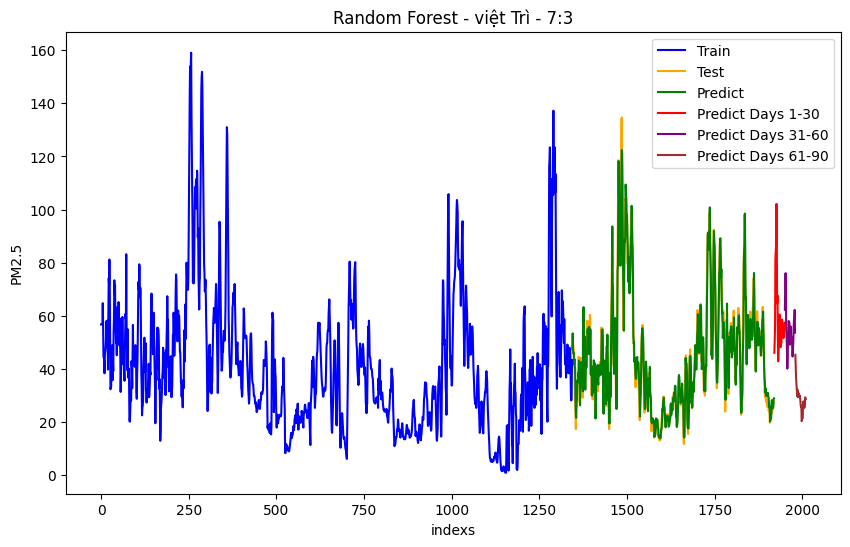 Random Forest - việt Trì - 7:3
PM2.5
160
140
120
100
80
60
40
20
0
Train
Test
Predict
Predict Days 1-30
Predict Days 31-60
Predict Days 61-90
0 250 500 750 1000 1250 1500 1750 2000
indexs